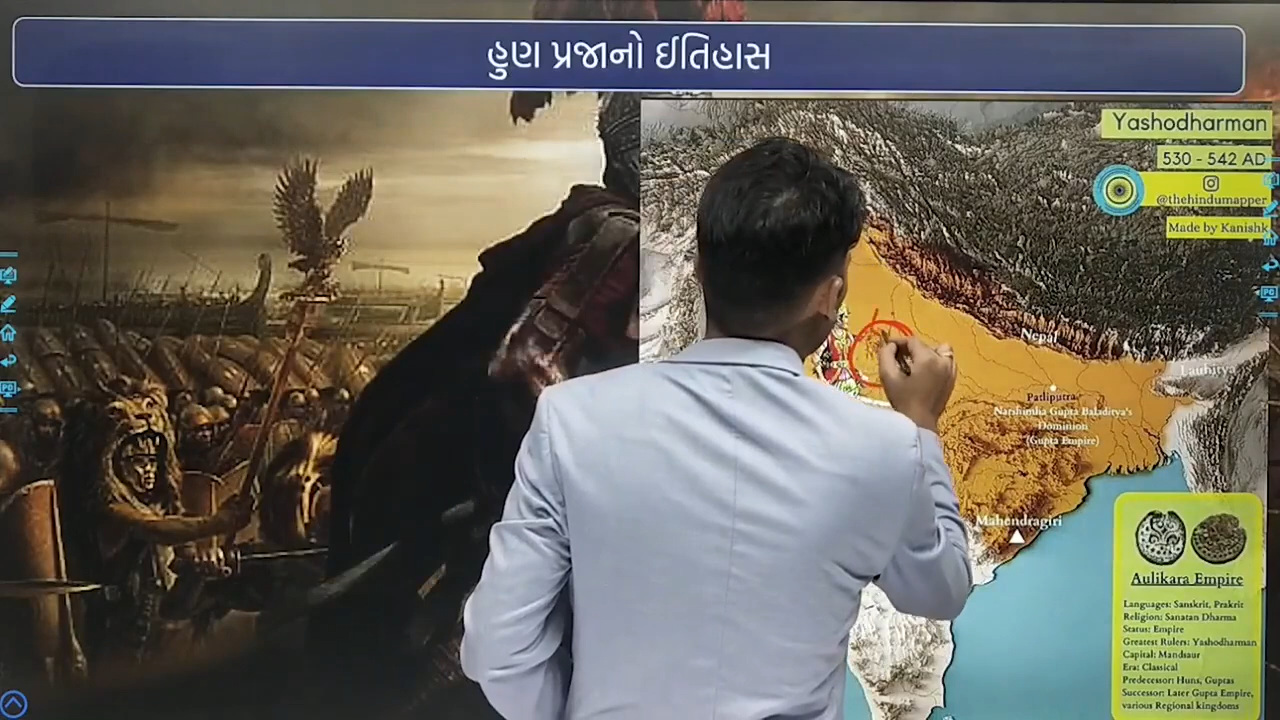 હુણ પ્રજાનો ઈતિહાસ
Yashodharman
530 - 542 AD
@thehindumapper
Made by Kanishk
Nepal
Lauhitya
Patliputra
Narshimha Gupta Baladitya's
Dominion
(Gupta Empire)
Mahendragiri
Aulikara Empire
Languages: Sanskrit, Prakrit
Religion: Sanatan Dharma
Status: Empire
Greatest Rulers: Yashodharman
Capital: Mandsaur
Era: Classical
Predecessor: Huns, Guptas
Successor: Later Gupta Empire,
various Regional kingdoms